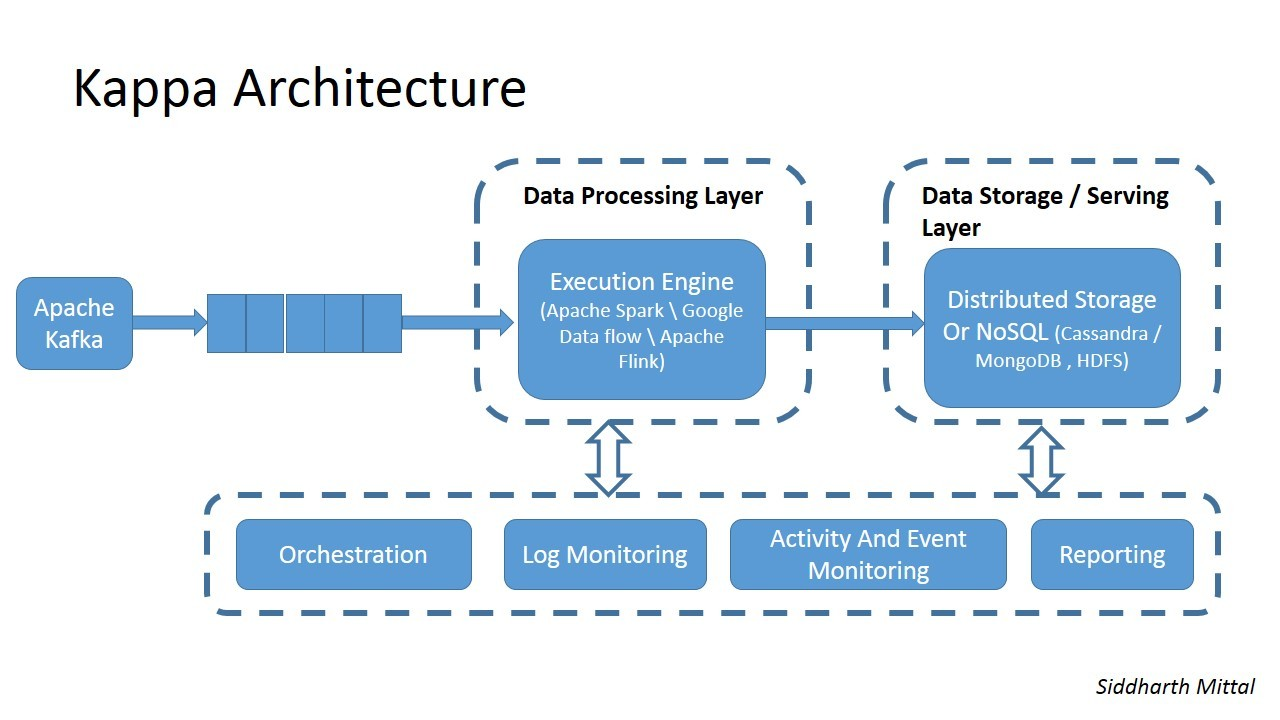 Kappa Architecture
Data Processing Layer
Data Storage / Serving
Layer
Apache
Kafka
Execution Engine
(Apache Spark \ Google
Data flow \ Apache
Flink)
Distributed Storage
Or NoSQL (Cassandra /
MongoDB , HDFS)
Orchestration
Log Monitoring
Activity And Event
Monitoring
Reporting
Siddharth Mittal